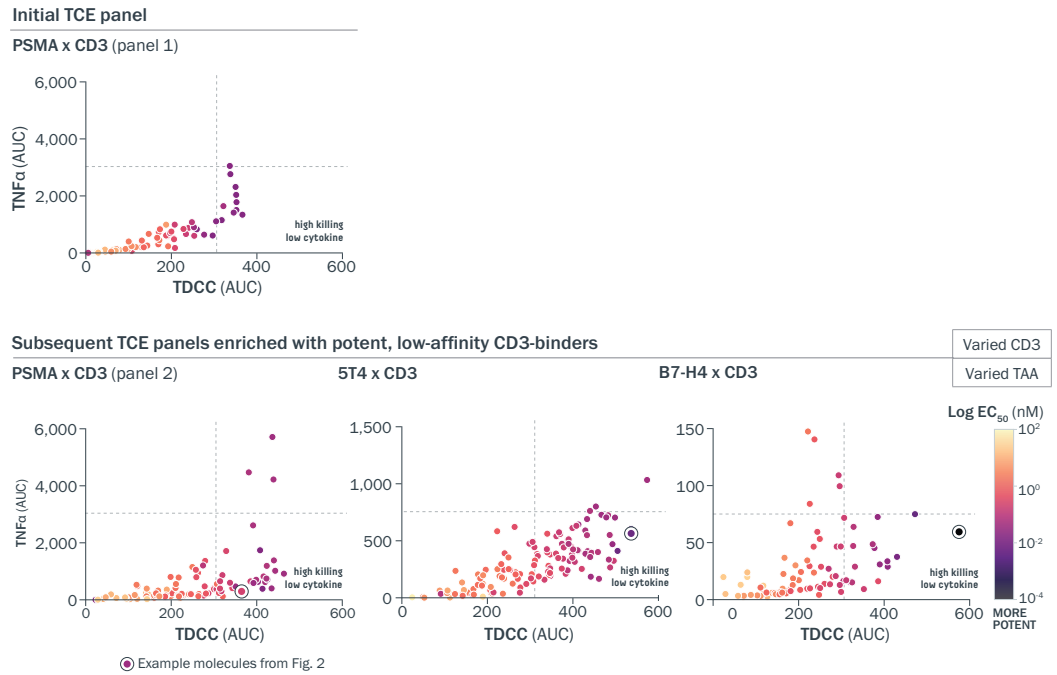 Initial TCE panel
PSMA x CD3 (panel 1)
6,000
4,000
2,000
0
TNFα (AUC)
high killing
low cytokine
0 200 400 600
TDCC (AUC)
Subsequent TCE panels enriched with potent, low-affinity CD3-binders
Varied CD3
Varied TAA
PSMA x CD3 (panel 2)
6,000
4,000
2,000
0
TNFα (AUC)
high killing
low cytokine
0 200 400 600
TDCC (AUC)
5T4 x CD3
1,500
1,000
500
0
high killing
low cytokine
0 200 400 600
TDCC (AUC)
B7-H4 x CD3
150
100
50
0
high killing
low cytokine
0 200 400 600
TDCC (AUC)
Log EC50 (nM)
10²
10⁰
10⁻²
10⁻⁴
MORE
POTENT
Example molecules from Fig. 2